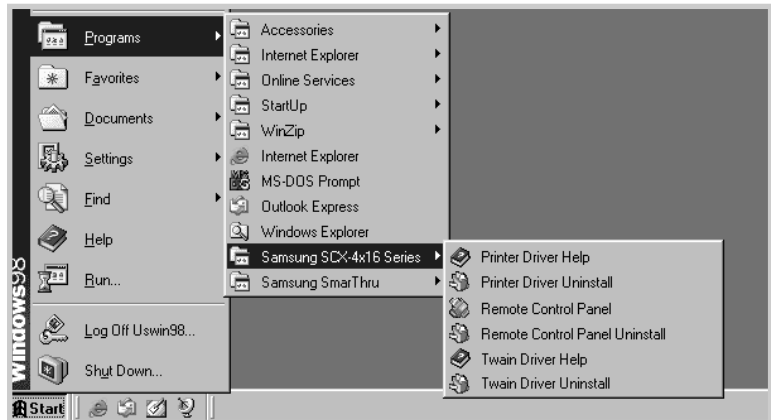 Programs
Favorites
Documents
Settings
Find
Help
Run...
Log Off Uswin98...
Shut Down...
Windows98
Start
Accessories
Internet Explorer
Online Services
StartUp
WinZip
Internet Explorer
MS-DOS Prompt
Outlook Express
Windows Explorer
Samsung SCX-4x16 Series
Samsung SmarThru
Printer Driver Help
Printer Driver Uninstall
Remote Control Panel
Remote Control Panel Uninstall
Twain Driver Help
Twain Driver Uninstall